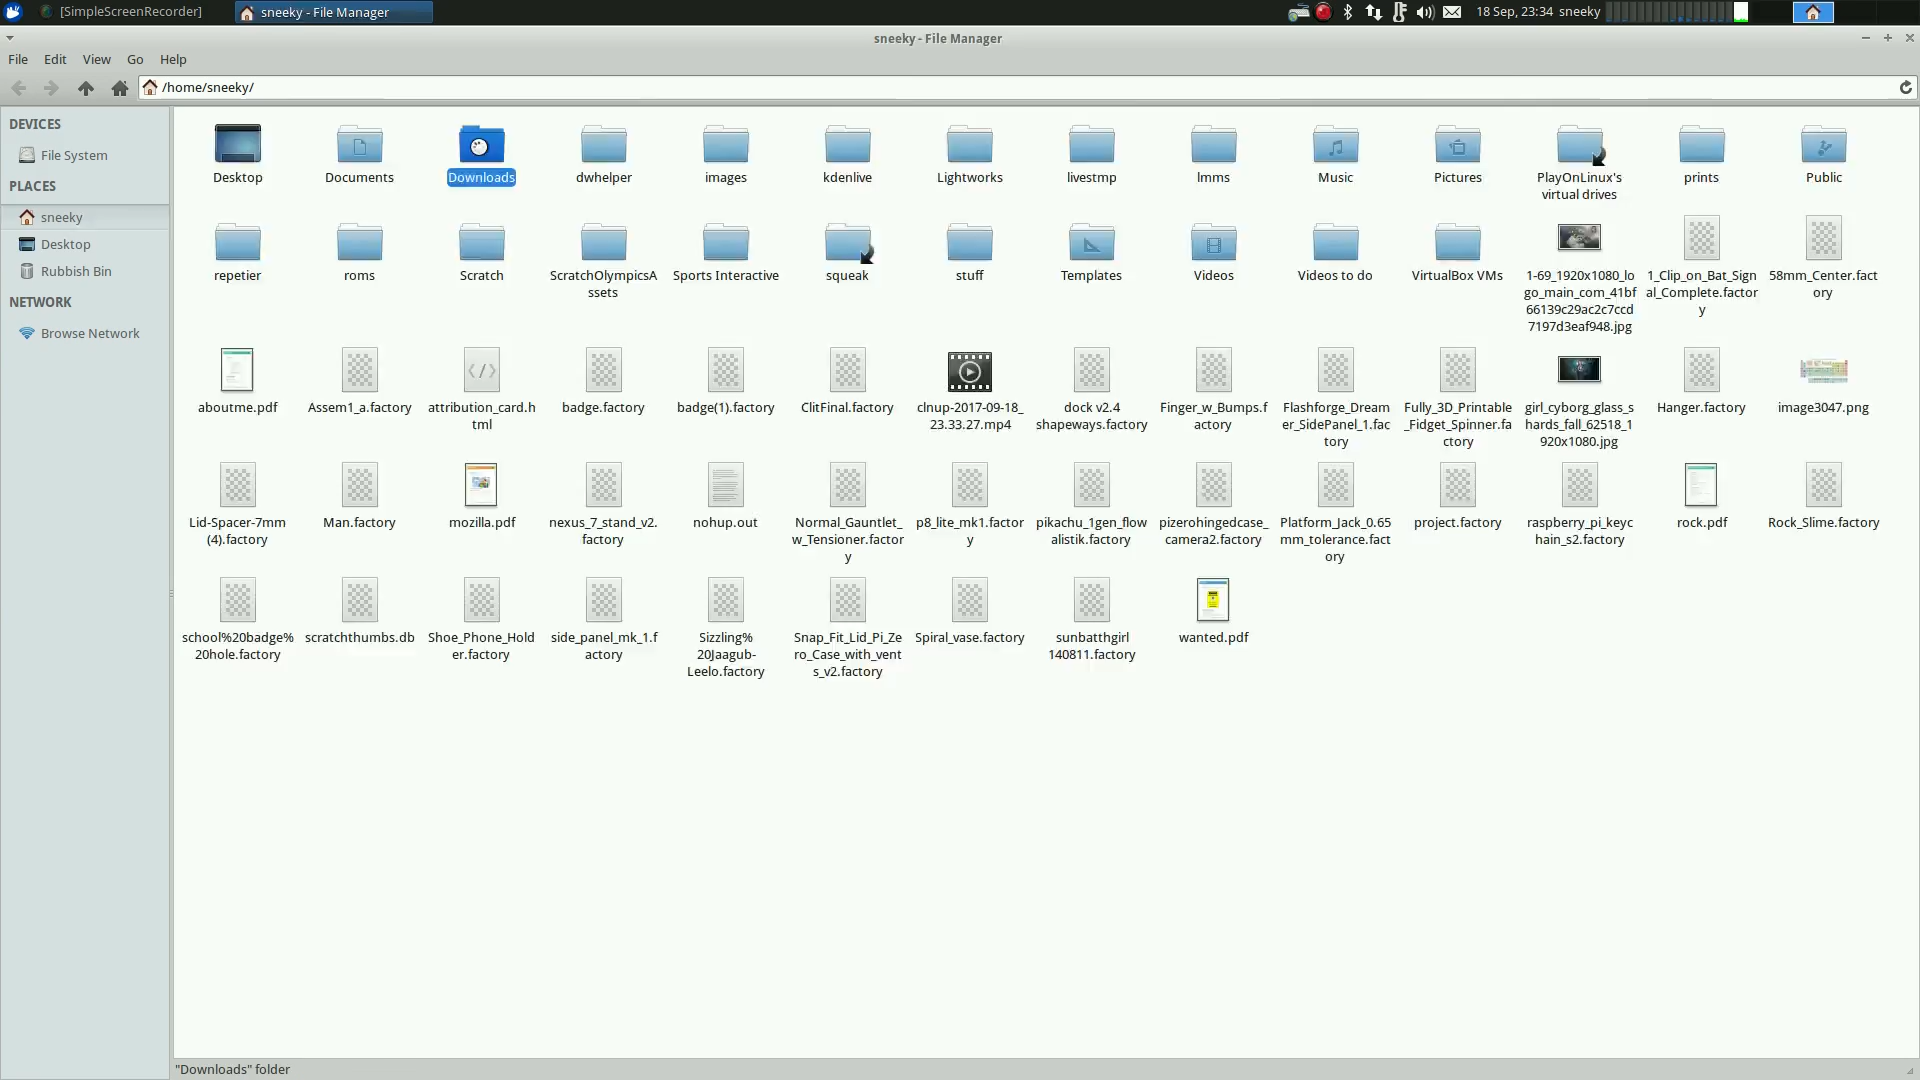 [SimpleScreenRecorder]
sneeky - File Manager
18 Sep, 23:34 sneeky
sneeky - File Manager
File Edit View Go Help
/home/sneeky/
DEVICES
File System
PLACES
sneeky
Desktop
Rubbish Bin
NETWORK
Browse Network
Desktop
Documents
Downloads
dwhelper
images
kdenlive
Lightworks
livestmp
lmms
Music
Pictures
PlayOnLinux's
virtual drives
prints
Public
repetier
roms
Scratch
ScratchOlympicsA
ssets
Sports Interactive
squeak
stuff
Templates
Videos
Videos to do
VirtualBox VMs
1-69_1920x1080_lo
go_main_com_41bf
66139c29ac2c7ccd
7197d3eaf948.jpg
1_Clip_on_Bat_Sign
al_Complete.factor
y
58mm_Center.fact
ory
aboutme.pdf
Assem1_a.factory
attribution_card.h
tml
badge.factory
badge(1).factory
ClitFinal.factory
clnup-2017-09-18_
23.33.27.mp4
dock v2.4
shapeways.factory
Finger_w_Bumps.f
actory
Flashforge_Dream
er_SidePanel_1.fac
tory
Fully_3D_Printable
_Fidget_Spinner.fa
ctory
girl_cyborg_glass_s
hards_fall_62518_1
920x1080.jpg
Hanger.factory
image3047.png
Lid-Spacer-7mm
(4).factory
Man.factory
mozilla.pdf
nexus_7_stand_v2.
factory
nohup.out
Normal_Gauntlet_
w_Tensioner.factor
y
p8_lite_mk1.factor
y
pikachu_1gen_flow
alistik.factory
pizerohingedcase_
camera2.factory
Platform_Jack_0.65
mm_tolerance.fact
ory
project.factory
raspberry_pi_keyc
hain_s2.factory
rock.pdf
Rock_Slime.factory
school%20badge%
20hole.factory
scratchthumbs.db
Shoe_Phone_Hold
er.factory
side_panel_mk_1.f
actory
Sizzling%
20Jaagub-
Leelo.factory
Snap_Fit_Lid_Pi_Ze
ro_Case_with_vent
s_v2.factory
Spiral_vase.factory
sunbatthgirl
140811.factory
wanted.pdf
"Downloads" folder